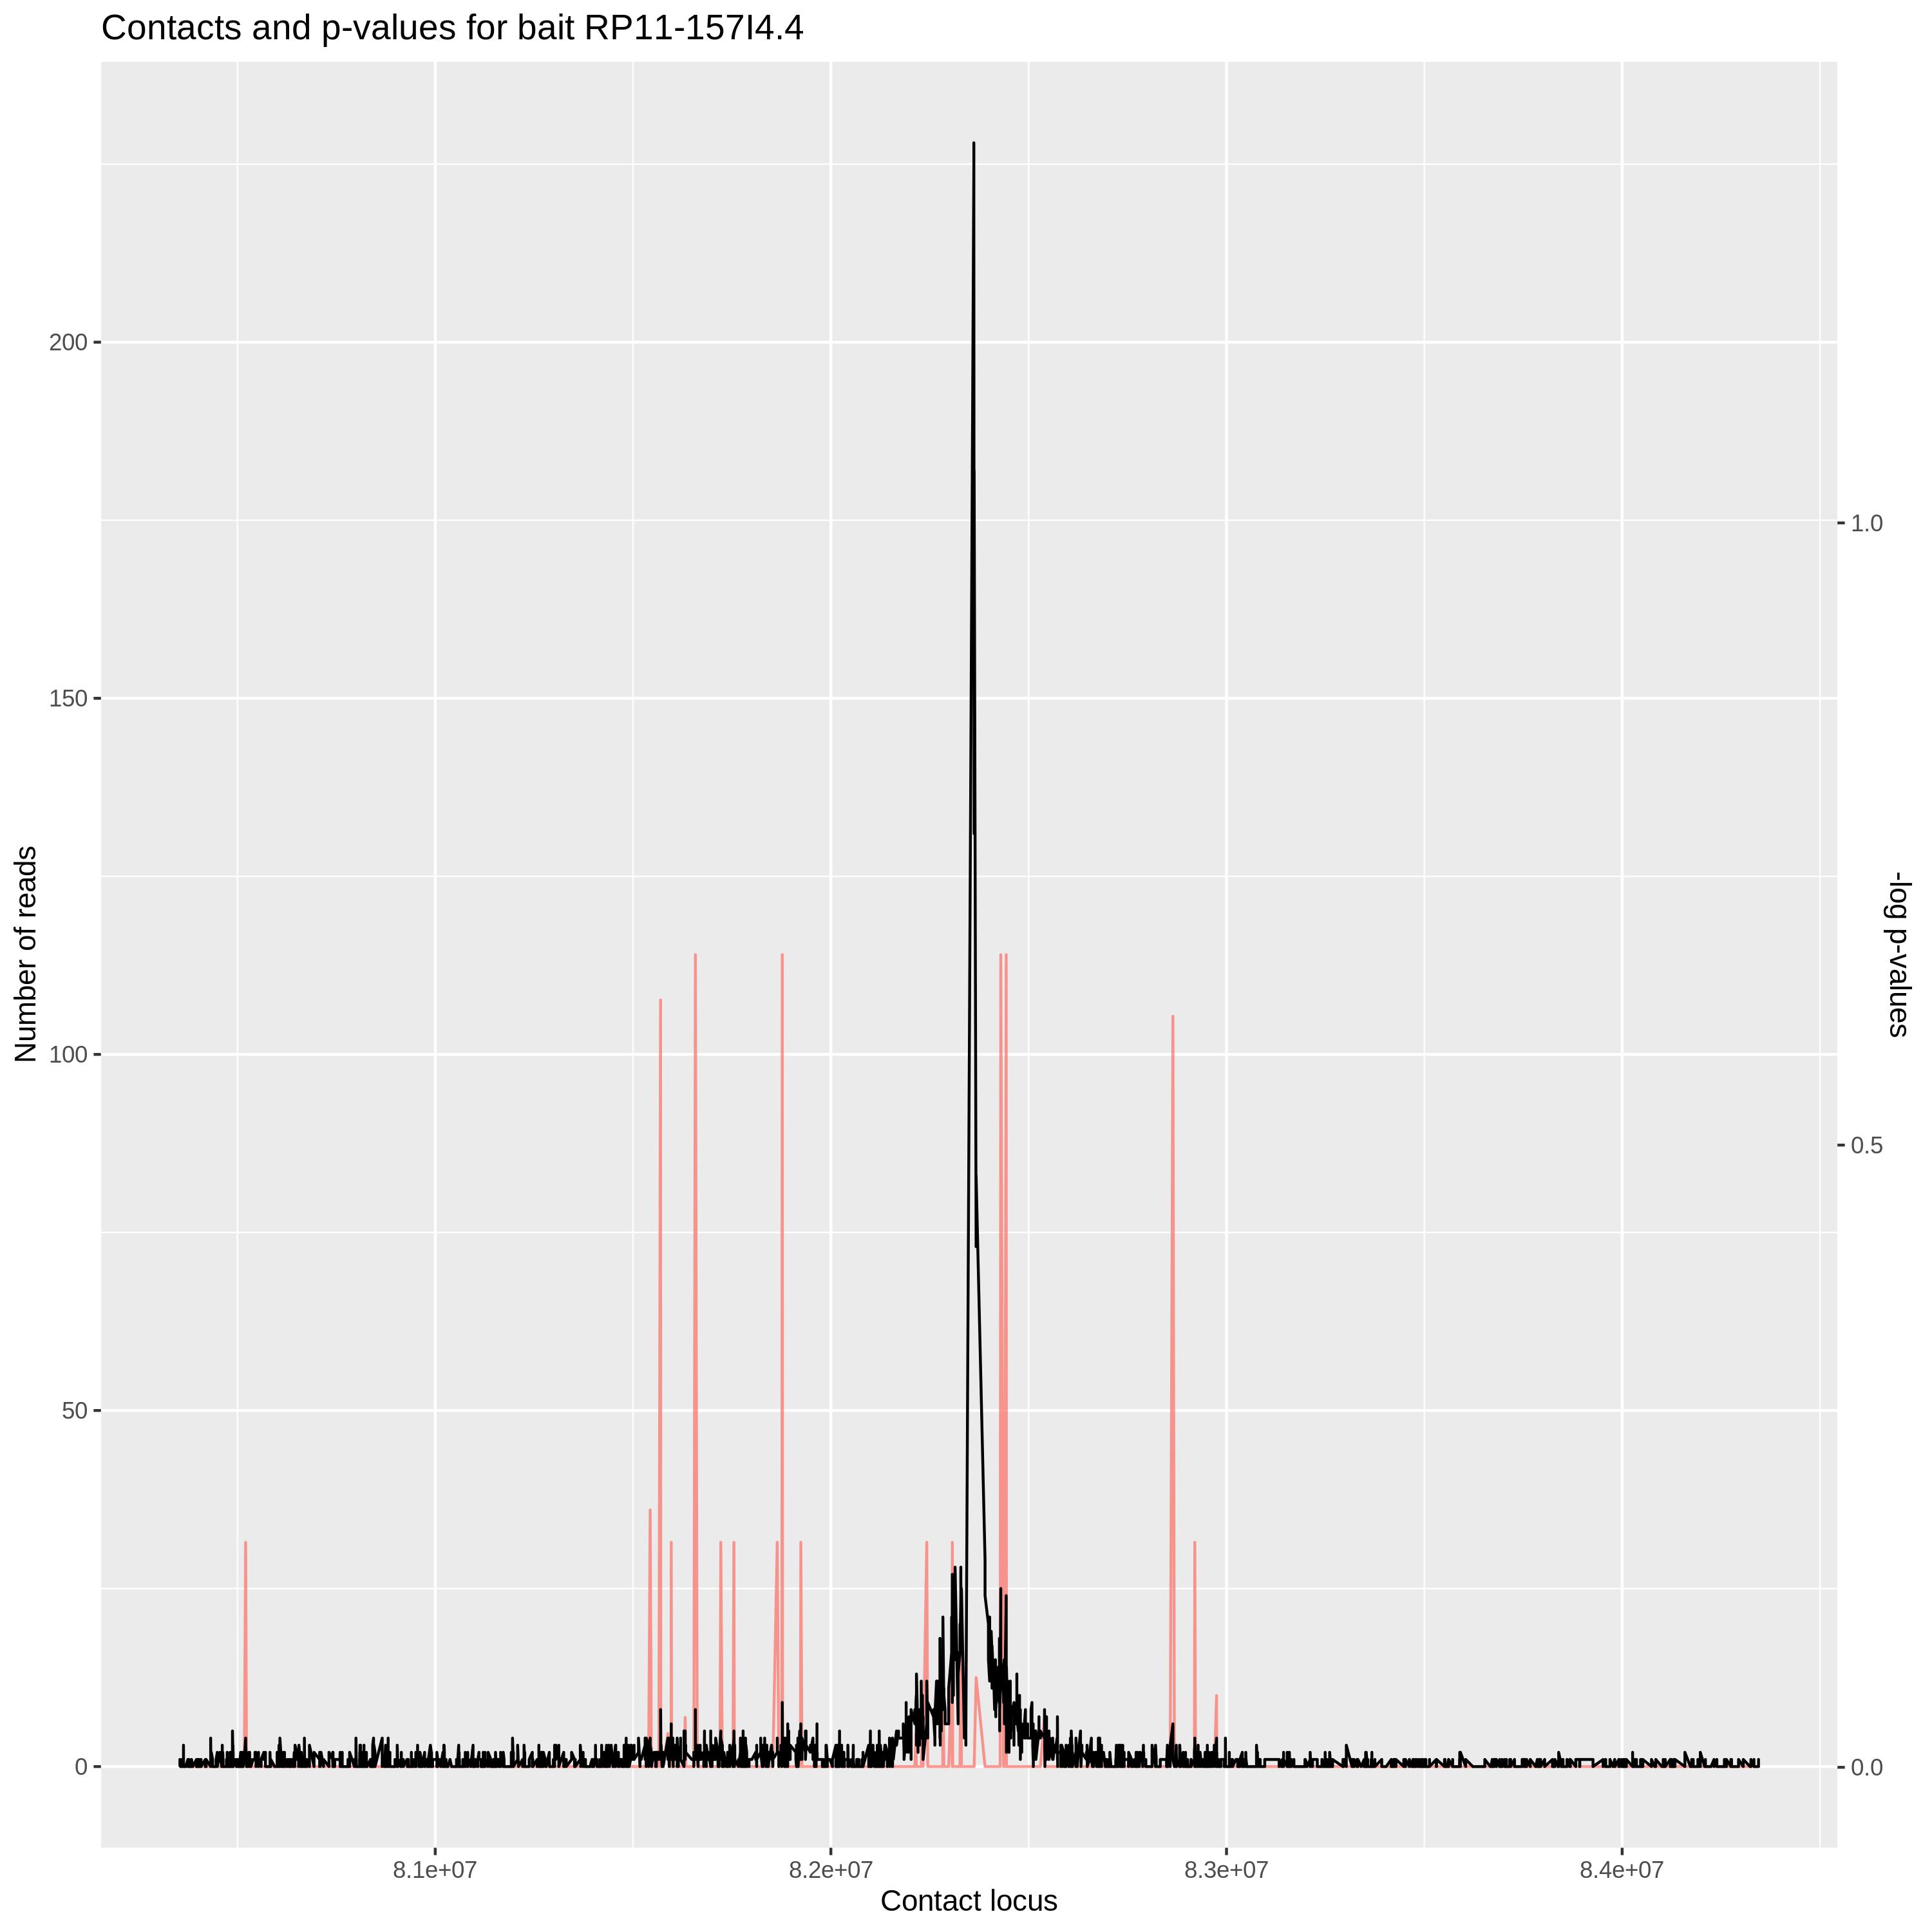 Contacts and p-values for bait RP11-157I4.4
200
150
100
50
0
Number of reads
1.0
0.5
0.0
-log p-values
8.1e+07
8.2e+07
8.3e+07
8.4e+07
Contact locus